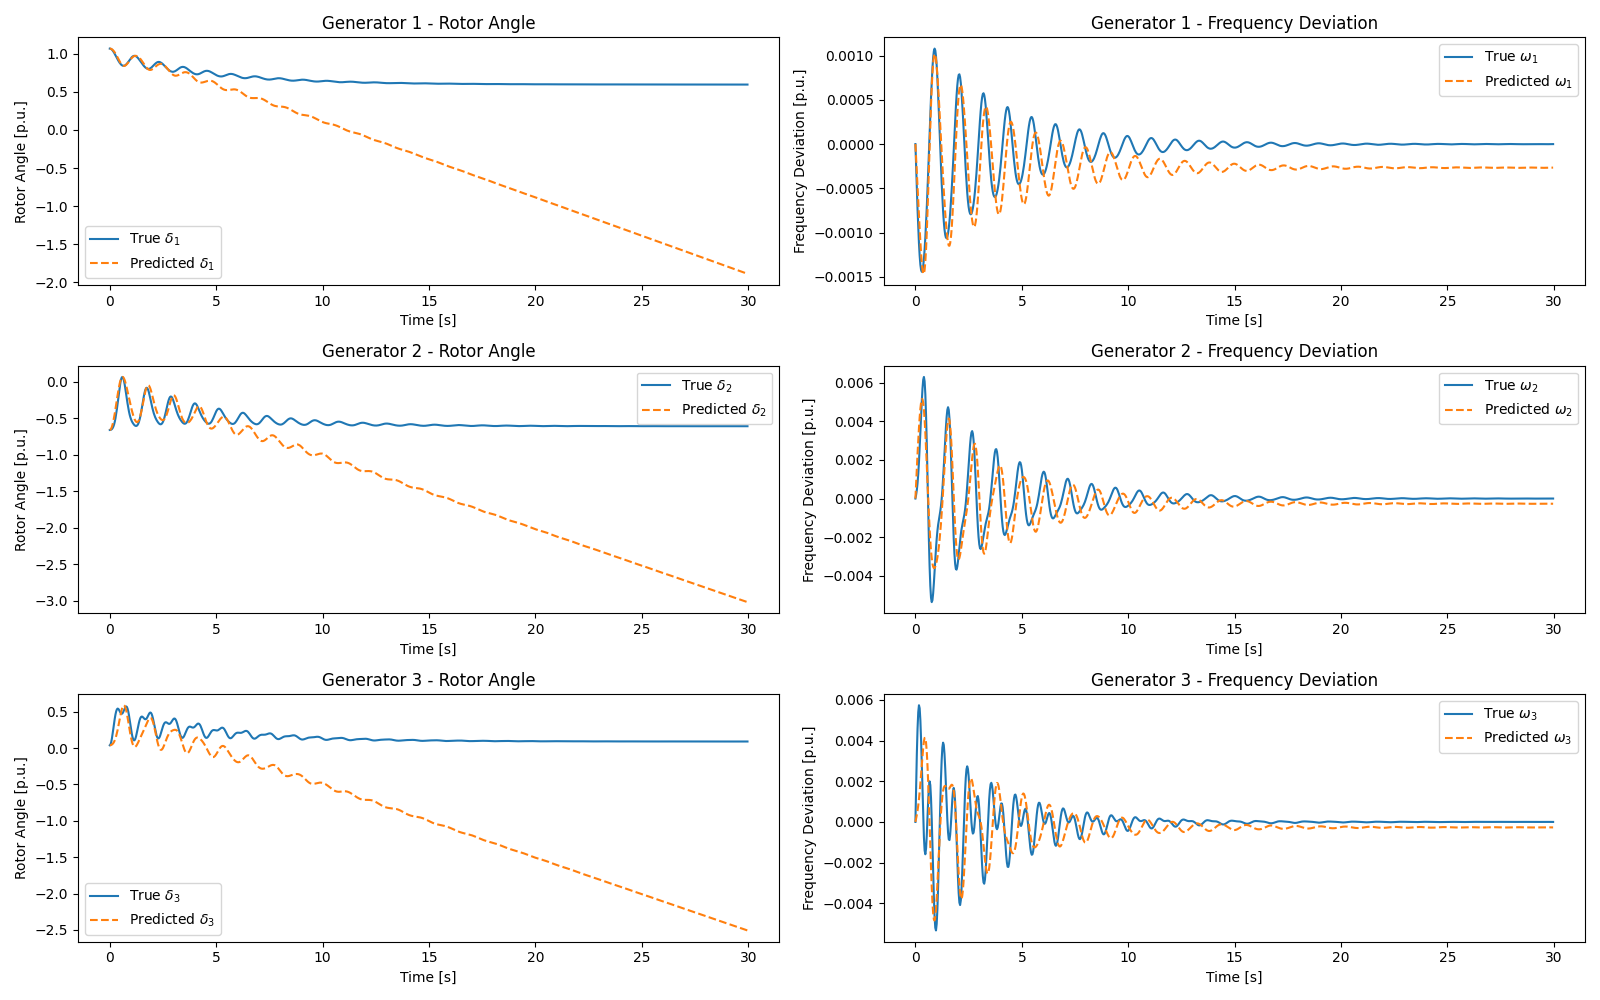 Generator 1 - Rotor Angle
Rotor Angle [p.u.]
1.0
0.5
0.0
−0.5
−1.0
−1.5
−2.0
True δ₁
Predicted δ₁
0 5 10 15 20 25 30
Time [s]
Generator 1 - Frequency Deviation
Frequency Deviation [p.u.]
0.0010
0.0005
0.0000
−0.0005
−0.0010
−0.0015
True ω₁
Predicted ω₁
0 5 10 15 20 25 30
Time [s]
Generator 2 - Rotor Angle
Rotor Angle [p.u.]
0.0
−0.5
−1.0
−1.5
−2.0
−2.5
−3.0
True δ₂
Predicted δ₂
0 5 10 15 20 25 30
Time [s]
Generator 2 - Frequency Deviation
Frequency Deviation [p.u.]
0.006
0.004
0.002
0.000
−0.002
−0.004
True ω₂
Predicted ω₂
0 5 10 15 20 25 30
Time [s]
Generator 3 - Rotor Angle
Rotor Angle [p.u.]
0.5
0.0
−0.5
−1.0
−1.5
−2.0
−2.5
True δ₃
Predicted δ₃
0 5 10 15 20 25 30
Time [s]
Generator 3 - Frequency Deviation
Frequency Deviation [p.u.]
0.006
0.004
0.002
0.000
−0.002
−0.004
True ω₃
Predicted ω₃
0 5 10 15 20 25 30
Time [s]